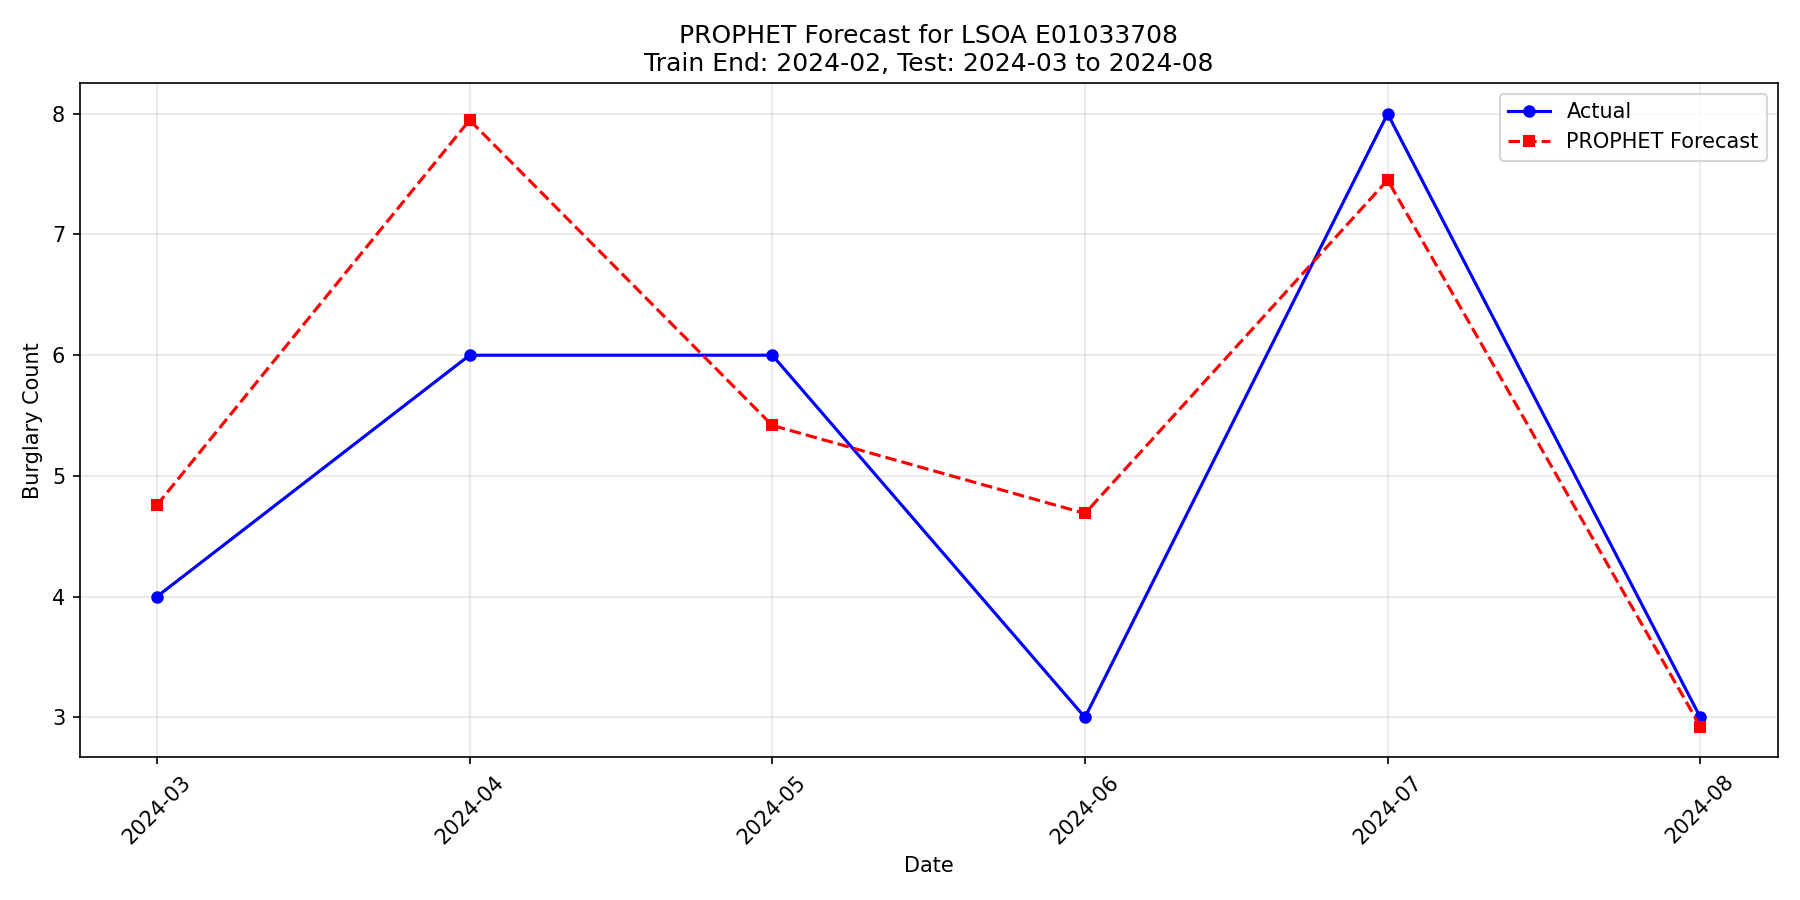 PROPHET Forecast for LSOA E01033708
Train End: 2024-02, Test: 2024-03 to 2024-08
Actual
PROPHET Forecast
Burglary Count
8
7
6
5
4
3
2024-03
2024-04
2024-05
2024-06
2024-07
2024-08
Date